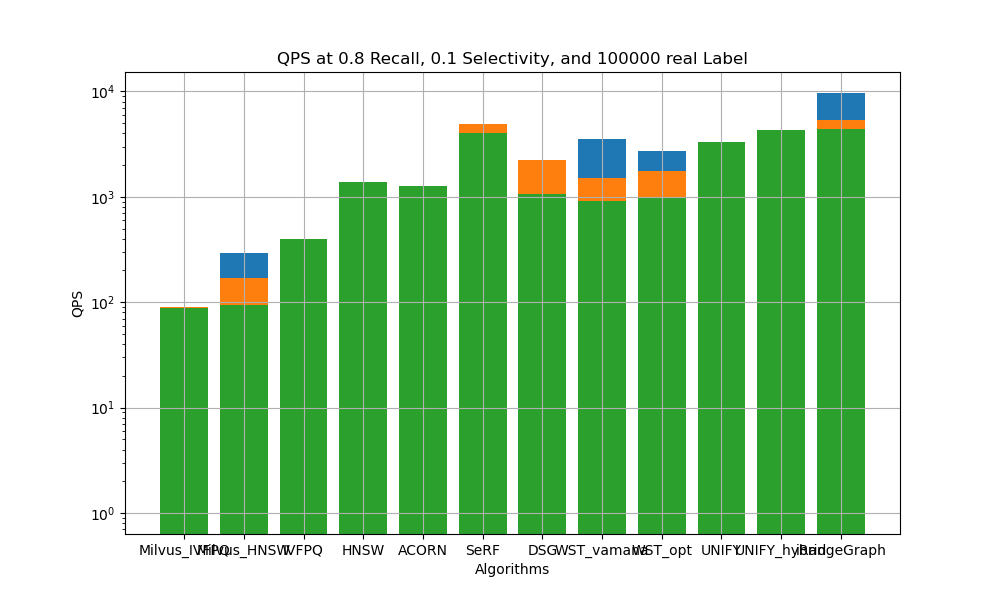 QPS at 0.8 Recall, 0.1 Selectivity, and 100000 real Label
QPS
10^4
10^3
10^2
10^1
10^0
Milvus_IVFPQ Milvus_HNSW IVFPQ HNSW ACORN SeRF DSG WST_vamana WST_opt UNIFY UNIFY_hybrid iRangeGraph
Algorithms